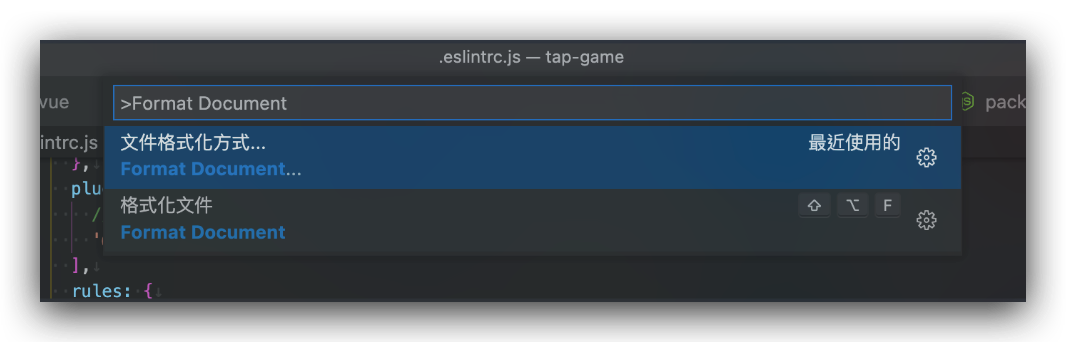 .eslintrc.js — tap-game
vue
>Format Document
pack
intrc.js
文件格式化方式...
最近使用的
Format Document...
},
plu
格式化文件
⇧ ⌥ F
/
Format Document
'
],
rules: {